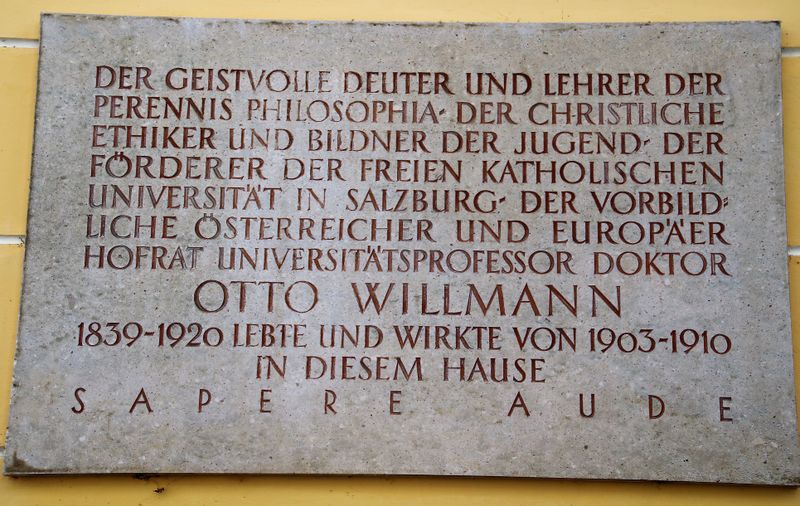 DER GEISTVOLLE DEUTER UND LEHRER DER
PERENNIS PHILOSOPHIA· DER CHRISTLICHE
ETHIKER UND BILDNER DER JUGEND· DER
FÖRDERER DER FREIEN KATHOLISCHEN
UNIVERSITÄT IN SALZBURG· DER VORBILD-
LICHE ÖSTERREICHER UND EUROPÄER
HOFRAT UNIVERSITÄTSPROFESSOR DOKTOR
OTTO WILLMANN
1839-1920 LEBTE UND WIRKTE VON 1903-1910
IN DIESEM HAUSE
SAPERE AUDE